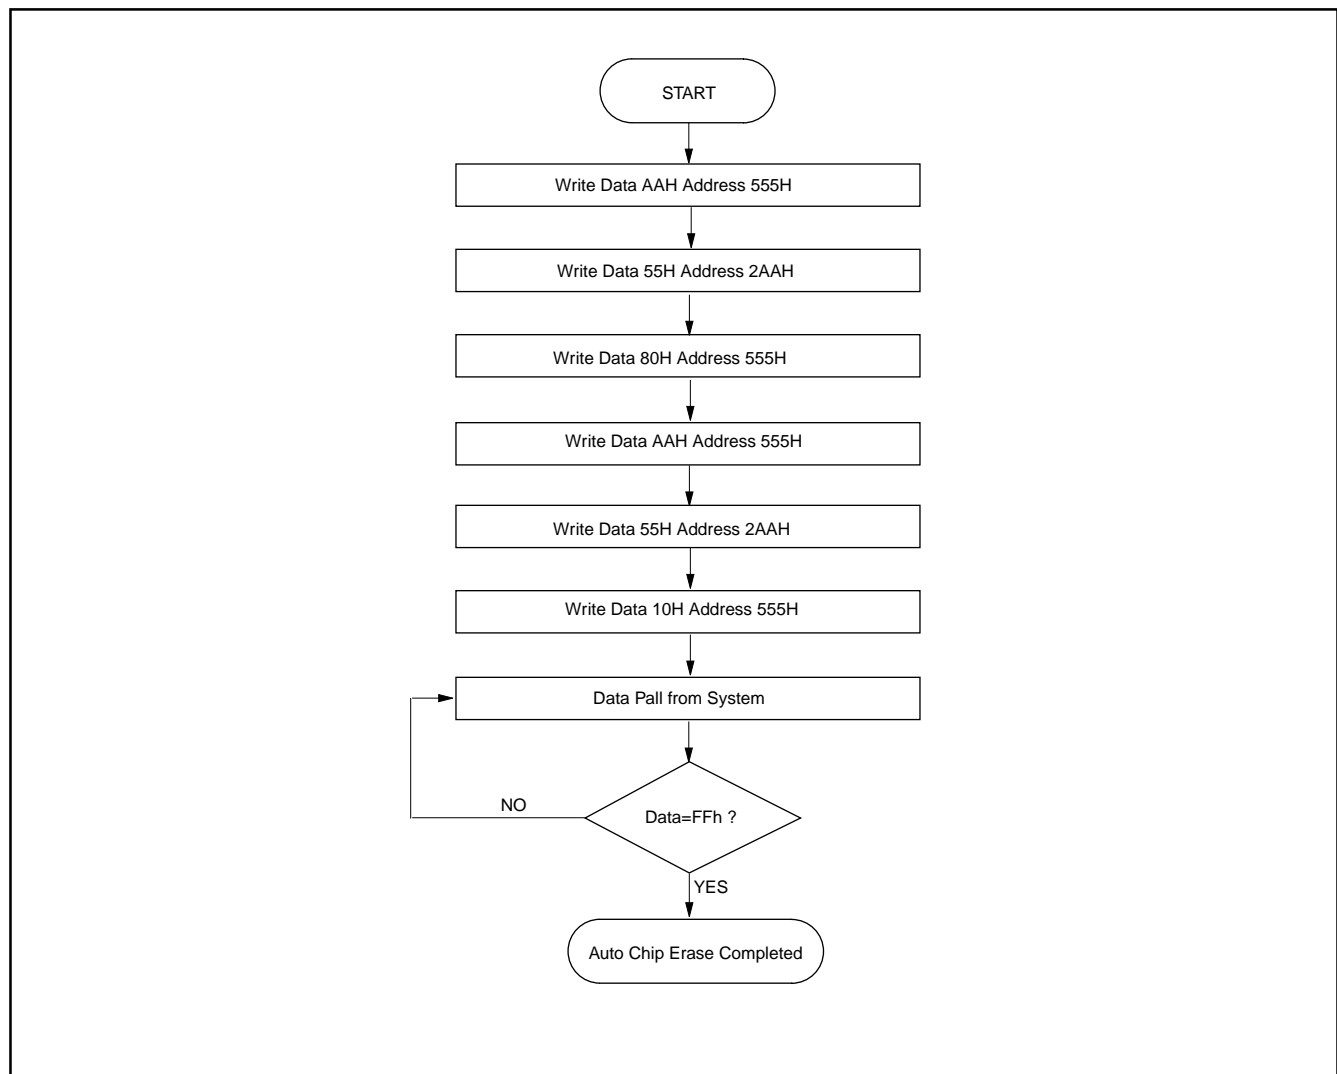 START
Write Data AAH Address 555H
Write Data 55H Address 2AAH
Write Data 80H Address 555H
Write Data AAH Address 555H
Write Data 55H Address 2AAH
Write Data 10H Address 555H
Data Pall from System
NO
Data=FFh ?
YES
Auto Chip Erase Completed